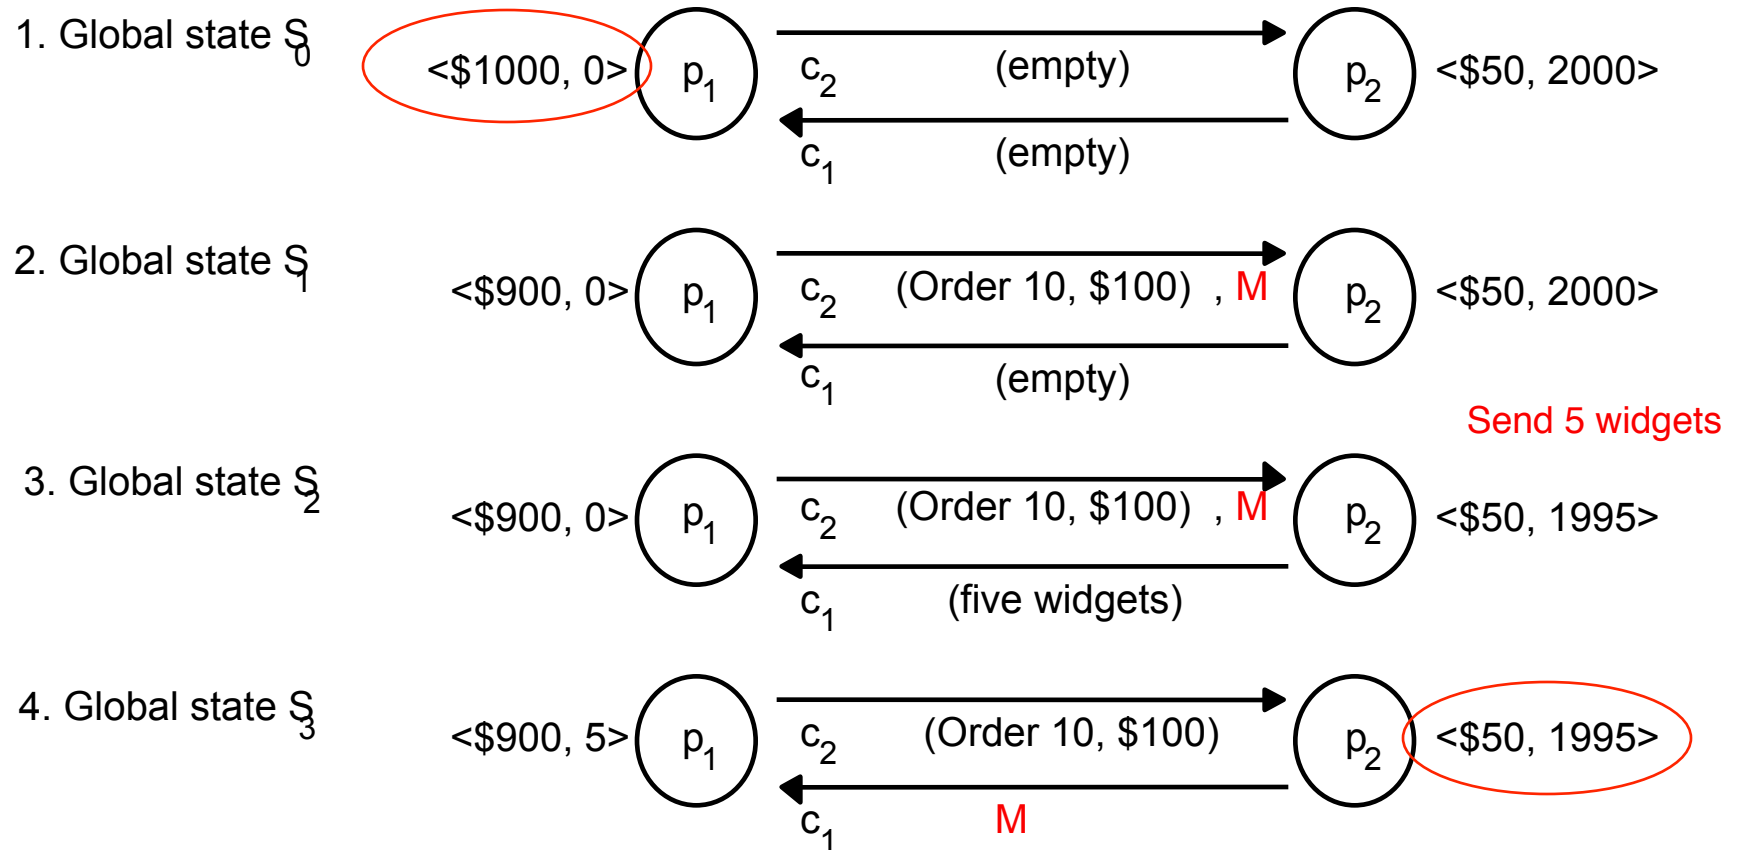 1. Global state S0
<$1000, 0> p1 c2 (empty) p2 <$50, 2000>
c1 (empty)
2. Global state S1
<$900, 0> p1 c2 (Order 10, $100) , M p2 <$50, 2000>
c1 (empty)
Send 5 widgets
3. Global state S2
<$900, 0> p1 c2 (Order 10, $100) , M p2 <$50, 1995>
c1 (five widgets)
4. Global state S3
<$900, 5> p1 c2 (Order 10, $100) p2 <$50, 1995>
c1 M